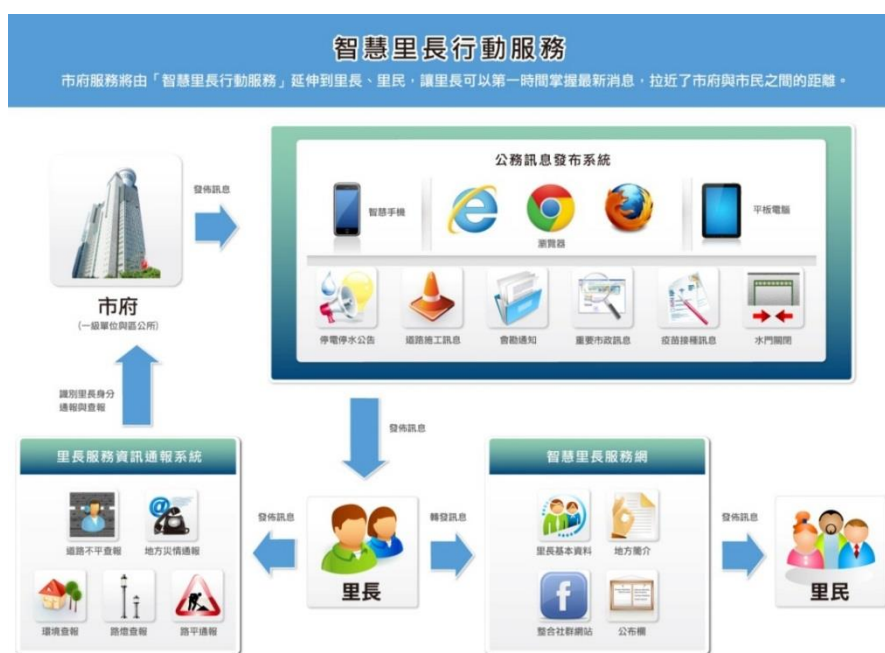 智慧里長行動服務
市府服務將由「智慧里長行動服務」延伸到里長、里民，讓里長可以第一時間掌握最新消息，拉近了市府與市民之間的距離。
公務訊息發布系統
發佈訊息
智慧手機
瀏覽器
平板電腦
市府
(一級單位與區公所)
停電停水公告
道路施工訊息
會勘通知
重要市政訊息
疫苗接種訊息
水門關閉
識別里長身分
通報與查報
發佈訊息
里長服務資訊通報系統
道路不平查報
地方災情通報
環境查報
路燈查報
路平通報
發佈訊息
里長
轉發訊息
智慧里長服務網
里長基本資料
地方簡介
整合社群網站
公布欄
發佈訊息
里民